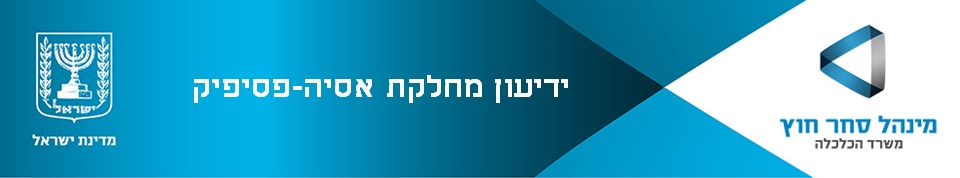 ידיעון מחלקת אסיה-פסיפיק
ישראל
מדינת ישראל
מינהל סחר חוץ
משרד הכלכלה